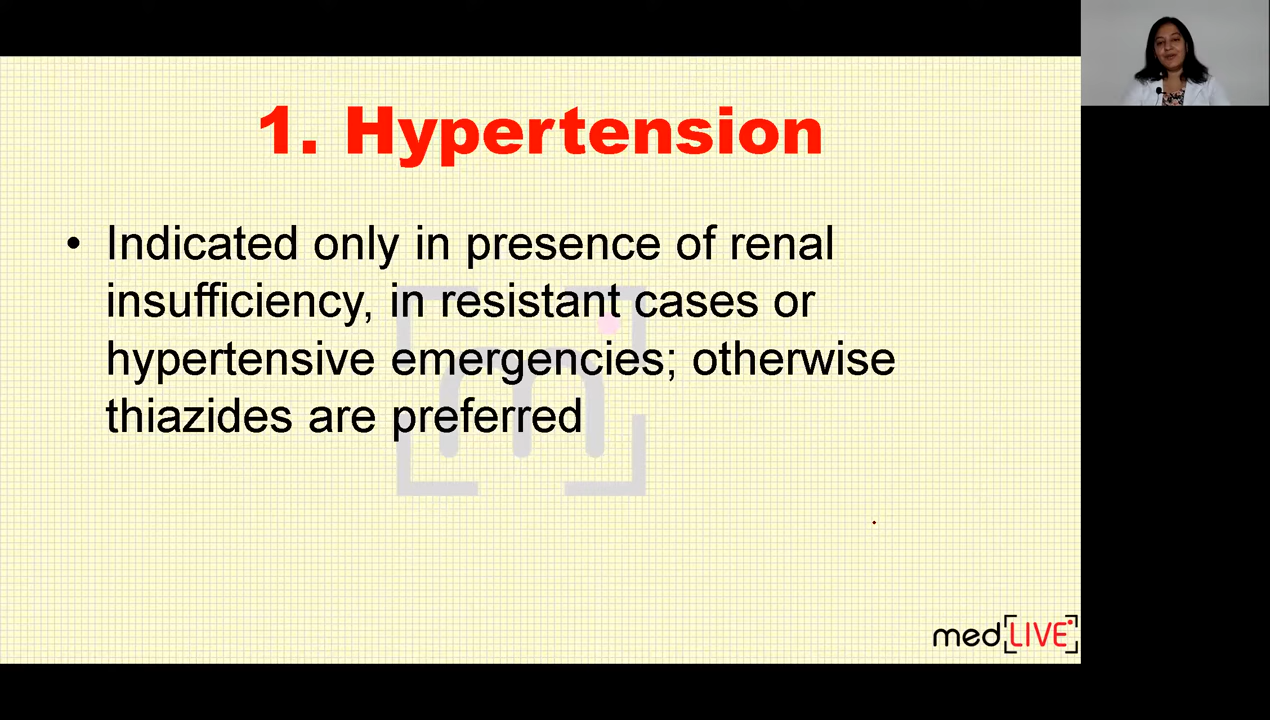 1. Hypertension
• Indicated only in presence of renal
insufficiency, in resistant cases or
hypertensive emergencies; otherwise
thiazides are preferred
med[LIVE]